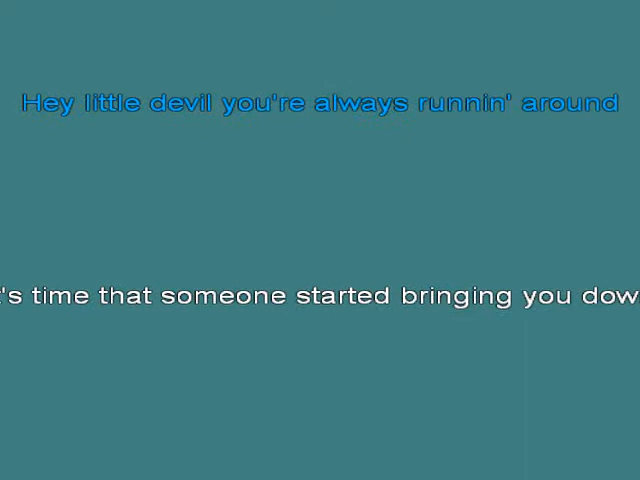 Hey little devil you're always runnin' around
t's time that someone started bringing you dow